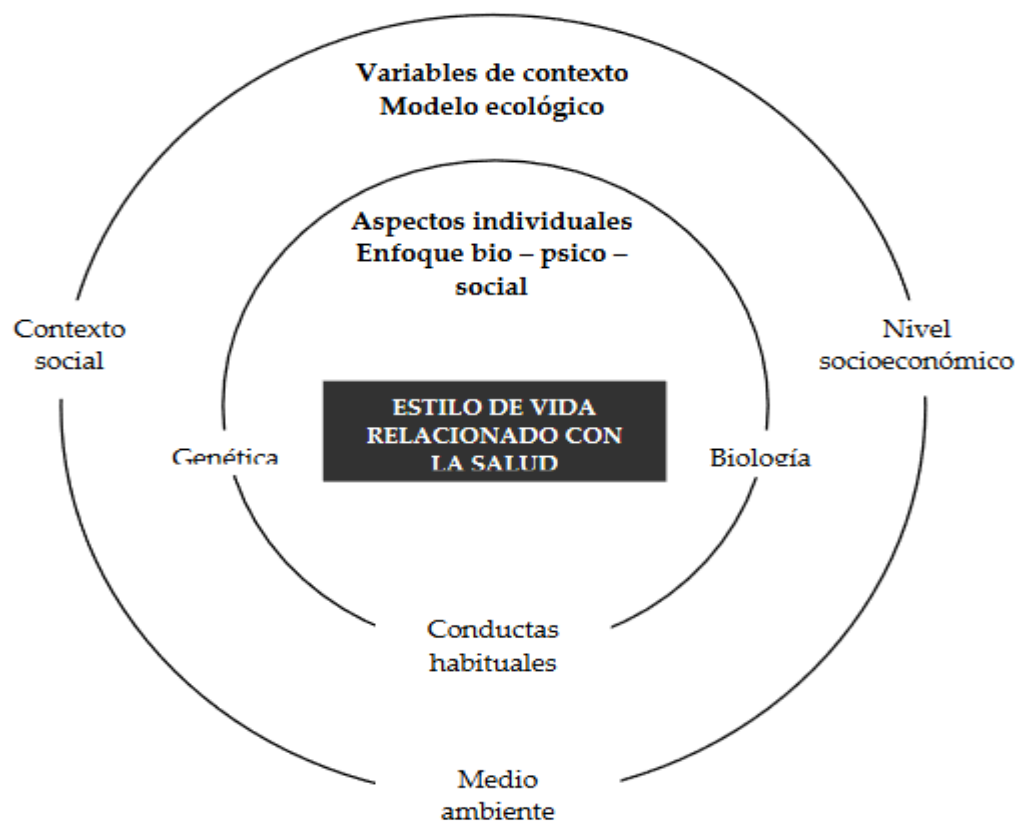 Variables de contexto
Modelo ecológico
Aspectos individuales
Enfoque bio – psico –
social
Contexto
social
Nivel
socioeconómico
ESTILO DE VIDA
RELACIONADO CON
LA SALUD
Genética
Biología
Conductas
habituales
Medio
ambiente